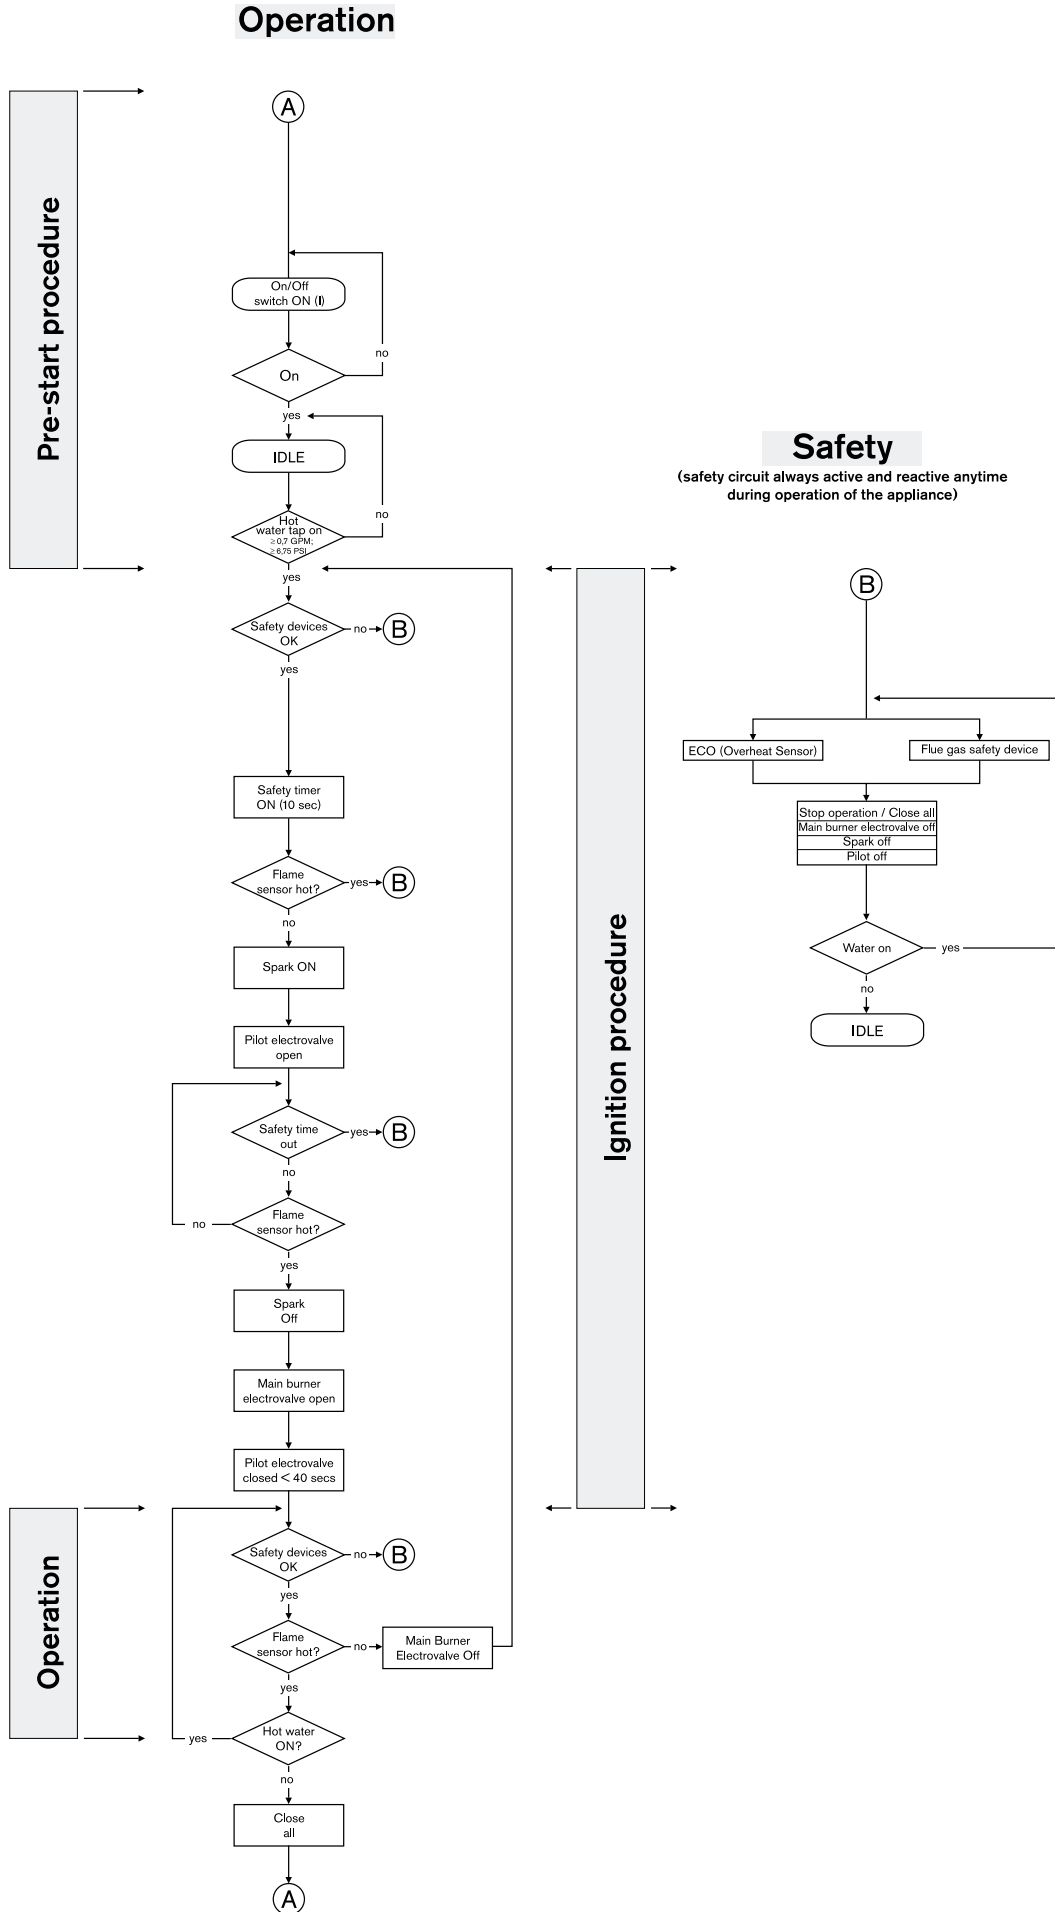 Operation
Pre-start procedure
A
On/Off
switch ON (I)
no
On
yes
IDLE
no
Hot
water tap on
≥0,7 GPM;
≥6,75 PSI
yes
Safety devices
OK
no
B
yes
Safety timer
ON (10 sec)
Flame
sensor hot?
yes
B
no
Spark ON
Pilot electrovalve
open
Safety time
out
yes
B
no
Flame
sensor hot?
no
yes
Spark
Off
Main burner
electrovalve open
Pilot electrovalve
closed < 40 secs
Operation
Safety devices
OK
no
B
yes
Flame
sensor hot?
no
Main Burner
Electrovalve Off
yes
Hot water
ON?
yes
no
Close
all
A
Ignition procedure
Safety
(safety circuit always active and reactive anytime
during operation of the appliance)
B
ECO (Overheat Sensor)
Flue gas safety device
Stop operation / Close all
Main burner electrovalve off
Spark off
Pilot off
Water on
yes
no
IDLE